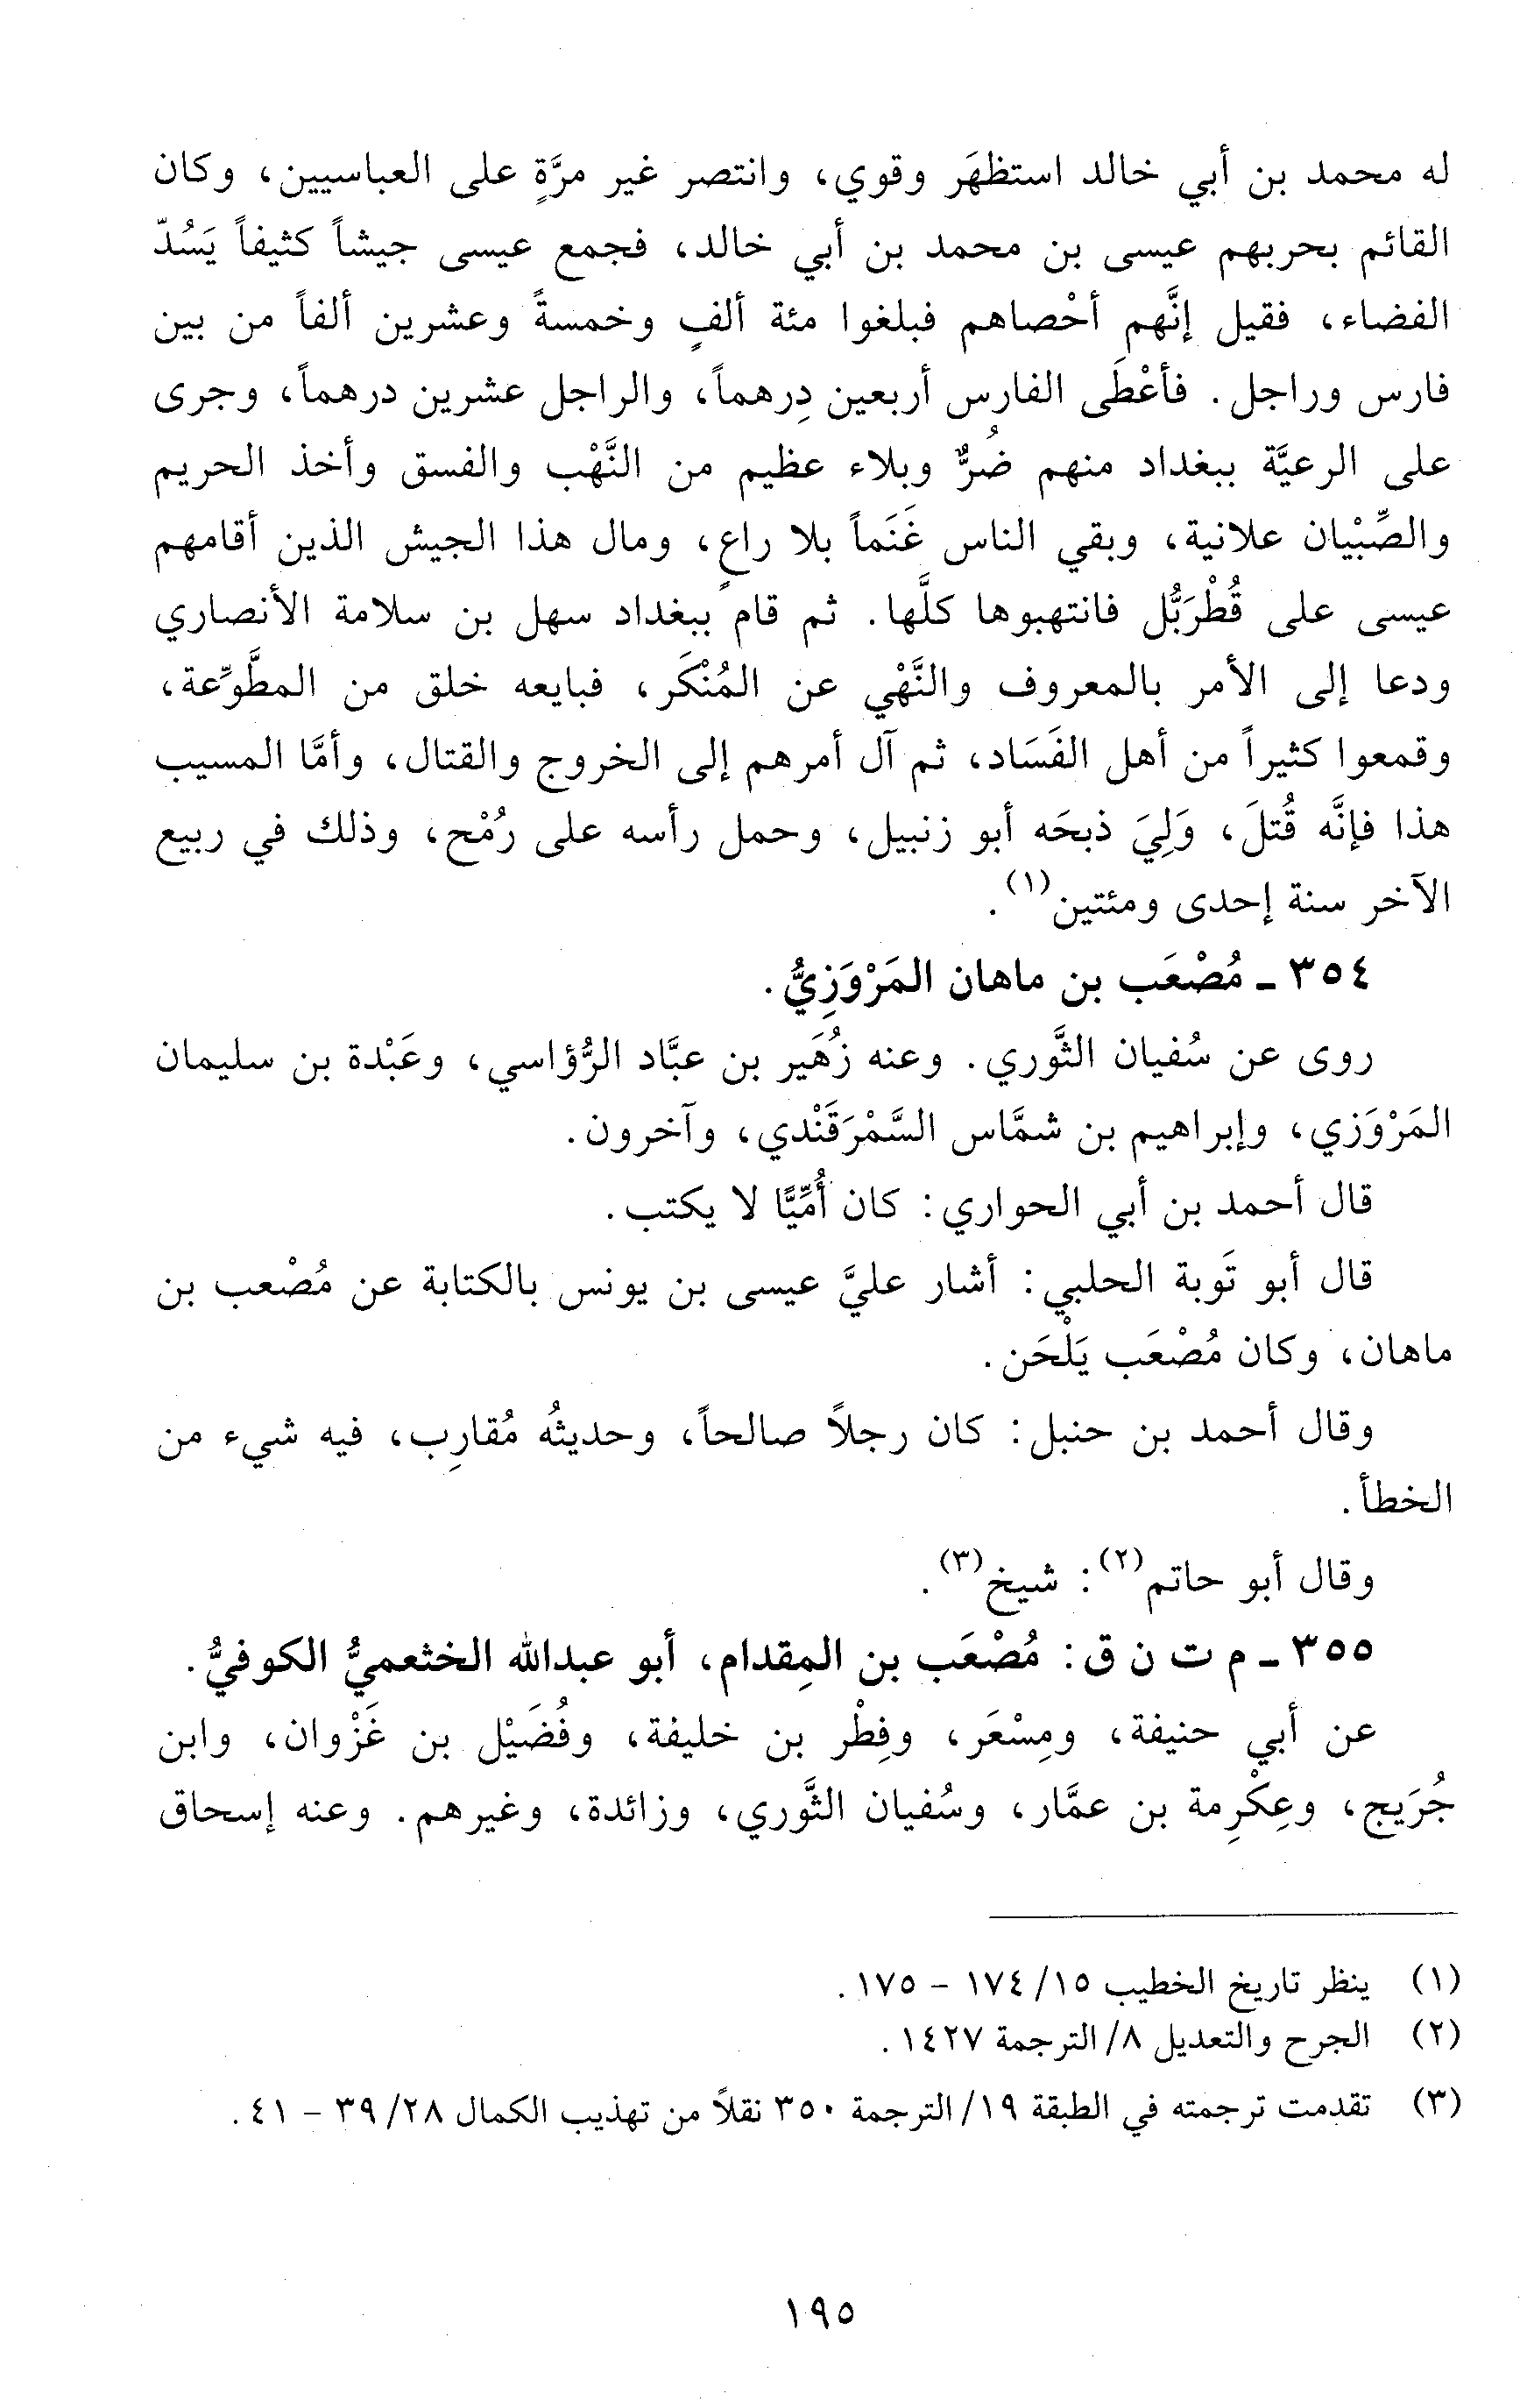 له محمد بن أبي خالد استظهَر وقوي، وانتصر غير مرَّةٍ على العباسيين، وكان
القائم بحربهم عيسى بن محمد بن أبي خالد، فجمع عيسى جيشاً كثيفاً يَسُدّ
الفضاء، فقيل إنَّهم أحْصاهم فبلغوا مئة ألفٍ وخمسةً وعشرين ألفاً من بين
فارس وراجل. فأعْطَى الفارس أربعين دِرهماً، والراجل عشرين درهماً، وجرى
على الرعيَّة ببغداد منهم ضُرٌّ وبلاء عظيم من النَّهْب والفسق وأخذ الحريم
والصِّبْيان علانية، وبقي الناس غَنَماً بلا راعٍ، ومال هذا الجيش الذين أقامهم
عيسى على قُطْرَبُّل فانتهبوها كلَّها. ثم قام ببغداد سهل بن سلامة الأنصاري
ودعا إلى الأمر بالمعروف والنَّهْي عن المُنْكَر، فبايعه خلق من المطَّوِّعة،
وقمعوا كثيراً من أهل الفَسَاد، ثم آل أمرهم إلى الخروج والقتال، وأمَّا المسيب
هذا فإنَّه قُتلَ، وَلِيَ ذبحَه أبو زنبيل، وحمل رأسه على رُمْح، وذلك في ربيع
الآخر سنة إحدى ومئتين(١).
٣٥٤ ـ مُصْعَب بن ماهان المَرْوَزِيُّ.
روى عن سُفيان الثَّوري. وعنه زُهَير بن عبَّاد الرُّؤاسي، وعَبْدة بن سليمان
المَرْوَزي، وإبراهيم بن شمَّاس السَّمْرَقَنْدي، وآخرون.
قال أحمد بن أبي الحواري: كان أُمِّيًّا لا يكتب.
قال أبو تَوبة الحلبي: أشار عليَّ عيسى بن يونس بالكتابة عن مُصْعب بن
ماهان، وكان مُصْعَب يَلْحَن.
وقال أحمد بن حنبل: كان رجلاً صالحاً، وحديثُه مُقارِب، فيه شيء من
الخطأ.
وقال أبو حاتم(٢): شيخ(٣).
٣٥٥ ـ م ت ن ق: مُصْعَب بن المِقدام، أبو عبدالله الخثعميُّ الكوفيُّ.
عن أبي حنيفة، ومِسْعَر، وفِطْر بن خليفة، وفُضَيْل بن غَزْوان، وابن
جُرَيج، وعِكْرِمة بن عمَّار، وسُفيان الثَّوري، وزائدة، وغيرهم. وعنه إسحاق
(١) ينظر تاريخ الخطيب ١٥/ ١٧٤ - ١٧٥.
(٢) الجرح والتعديل ٨/ الترجمة ١٤٢٧.
(٣) تقدمت ترجمته في الطبقة ١٩/ الترجمة ٣٥٠ نقلاً من تهذيب الكمال ٢٨/ ٣٩ - ٤١.
١٩٥